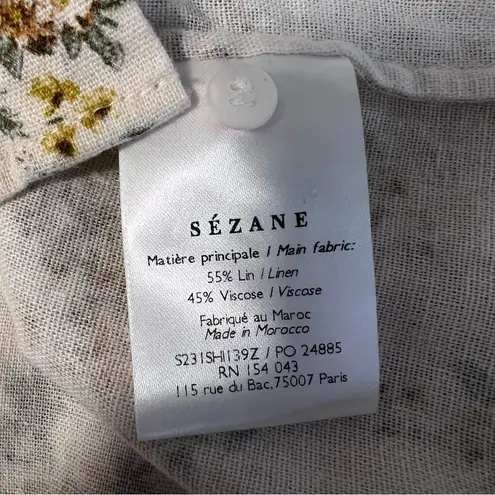 SÉZANE
Matière principale / Main fabric:
55% Lin / Linen
45% Viscose / Viscose
Fabriqué au Maroc
Made in Morocco
S231SHI139Z / PO 24885
RN 154 043
115 rue du Bac,75007 Paris